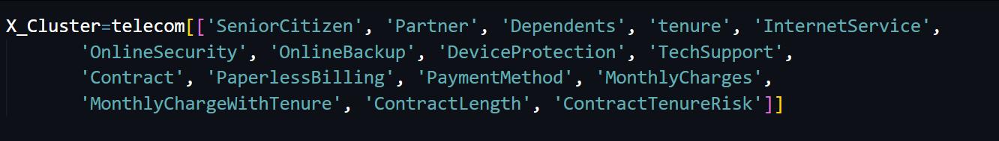 X_Cluster=telecom[['SeniorCitizen', 'Partner', 'Dependents', 'tenure', 'InternetService',
'OnlineSecurity', 'OnlineBackup', 'DeviceProtection', 'TechSupport',
'Contract', 'PaperlessBilling', 'PaymentMethod', 'MonthlyCharges',
'MonthlyChargeWithTenure', 'ContractLength', 'ContractTenureRisk']]